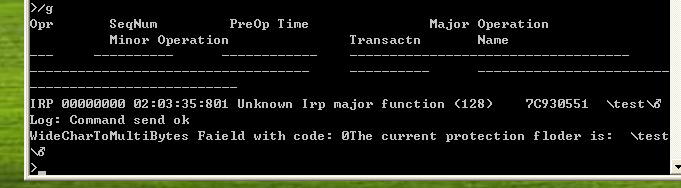 >/g
Opr       SeqNum         PreOp Time               Major Operation
          Minor Operation               Transactn       Name
---       ----------      ------------            -----------------------------------
-----------------------------------     ----------      ------------------------
--------------------------
IRP 00000000 02:03:35:801 Unknown Irp major function (128)    7C930551  \test\♂
Log: Command send ok
WideCharToMultiBytes Faield with code: 0The current protection floder is:  \test
\♂
>_